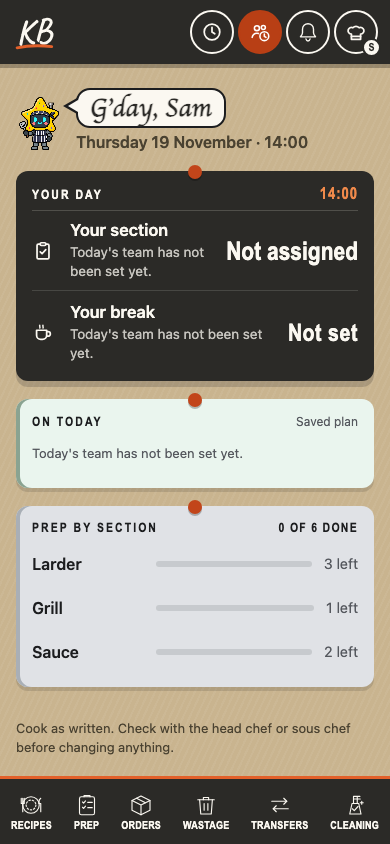 KB
S
G'day, Sam
Thursday 19 November · 14:00
YOUR DAY 14:00
Your section
Today's team has not been set yet.
Not assigned
Your break
Today's team has not been set yet.
Not set
ON TODAY Saved plan
Today's team has not been set yet.
PREP BY SECTION 0 OF 6 DONE
Larder 3 left
Grill 1 left
Sauce 2 left
Cook as written. Check with the head chef or sous chef
before changing anything.
RECIPES PREP ORDERS WASTAGE TRANSFERS CLEANING